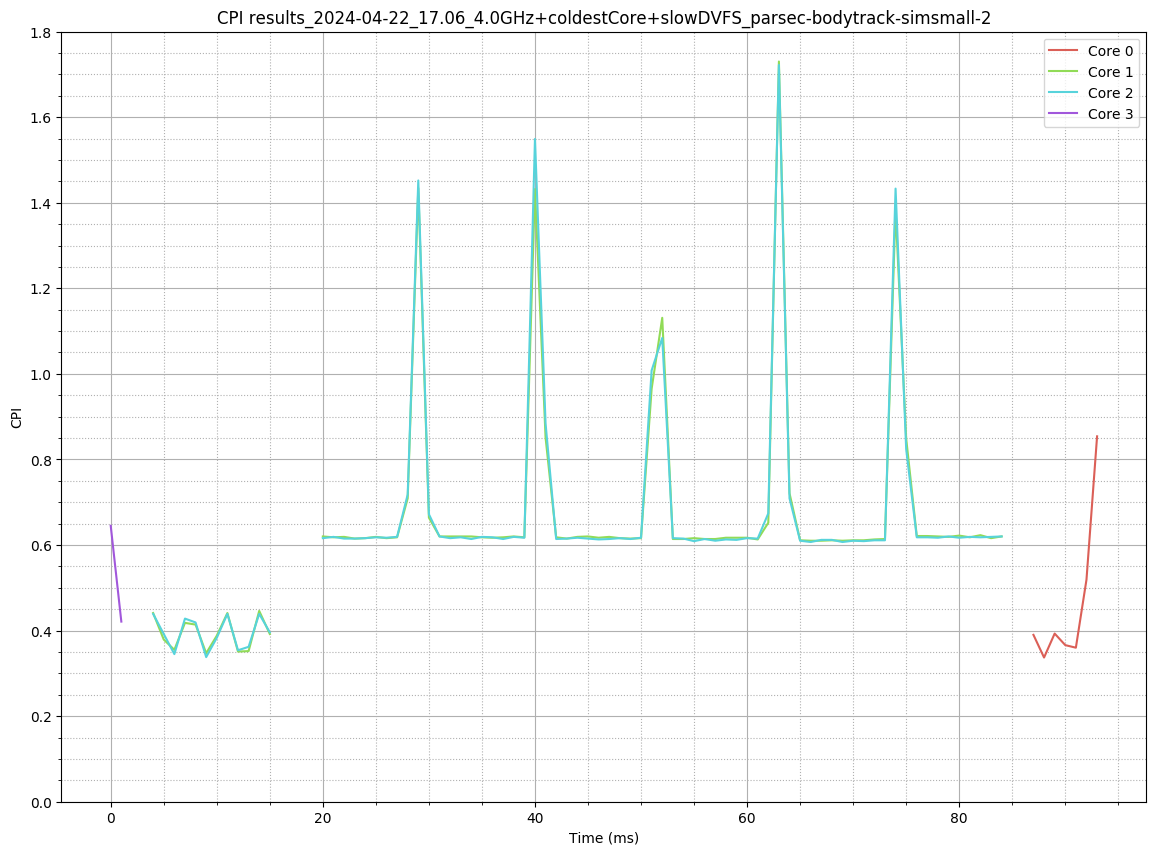 CPI results_2024-04-22_17.06_4.0GHz+coldestCore+slowDVFS_parsec-bodytrack-simsmall-2
Core 0
Core 1
Core 2
Core 3
CPI
1.8
1.6
1.4
1.2
1.0
0.8
0.6
0.4
0.2
0.0
0 20 40 60 80
Time (ms)